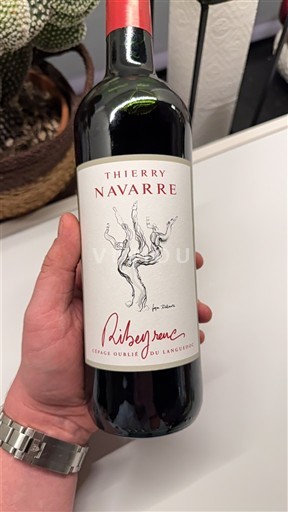 THIERRY
NAVARRE
Ribeyrenc
CÉPAGE OUBLIÉ DU LANGUEDOC